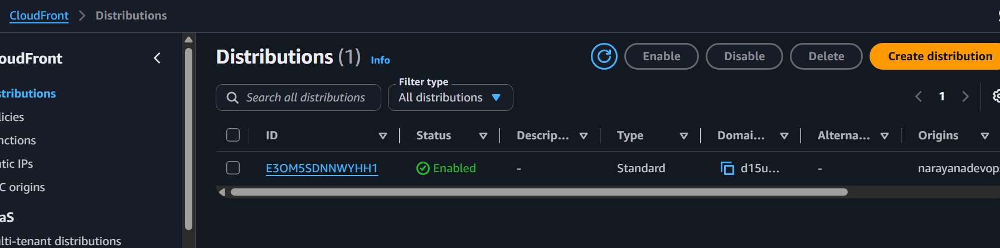 CloudFront > Distributions
oudFront
stributions
licies
nctions
tic IPs
C origins
aS
lti-tenant distributions
Distributions (1) Info
Enable Disable Delete Create distribution
Search all distributions
Filter type
All distributions
1
ID Status Descrip... Type Domai... Alterna... Origins
E3OM5SDNNWYHH1 Enabled - Standard d15u... - narayanadevops